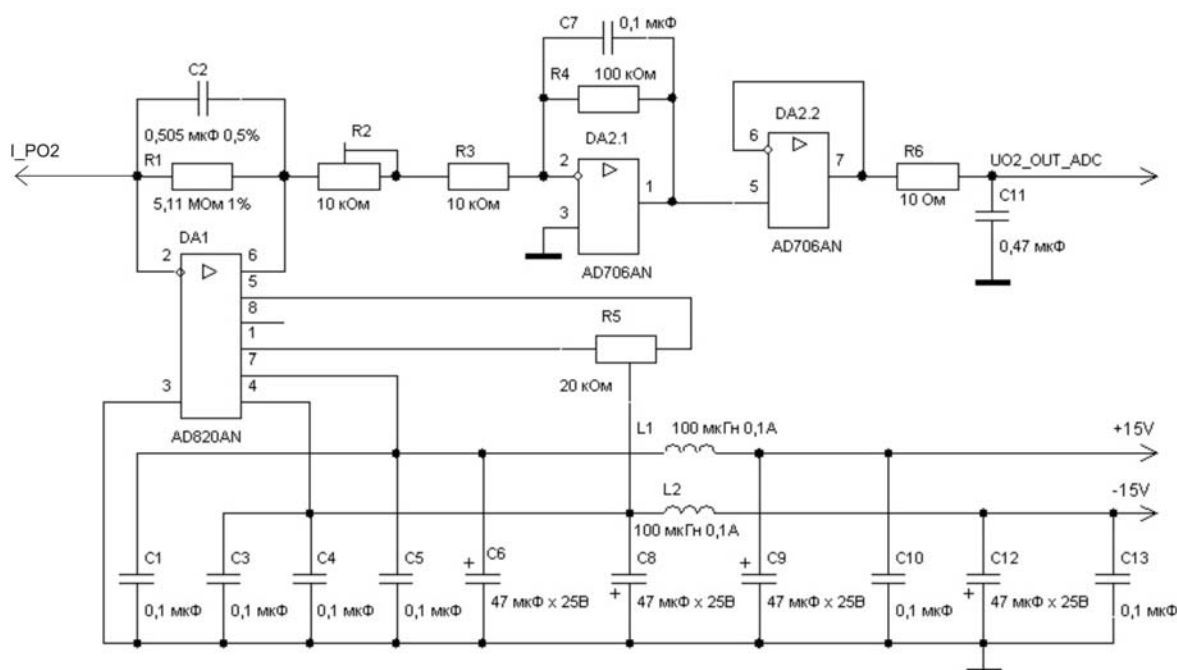 C7
0,1 мкФ
C2
R4
100 кОм
0,505 мкФ 0,5%
R2
DA2.1
DA2.2
I_PO2
R1
R3
2
6
7
R6
UO2_OUT_ADC
5,11 МОм 1%
10 кОм
10 кОм
1
5
10 Ом
C11
3
DA1
AD706AN
AD706AN
0,47 мкФ
2
6
5
8
R5
1
7
3
4
20 кОм
AD820AN
L1
100 мкГн 0,1А
+15V
L2
-15V
100 мкГн 0,1А
C1
C3
C4
C5
+
C6
C8
+
C9
C10
C12
C13
0,1 мкФ
0,1 мкФ
0,1 мкФ
0,1 мкФ
47 мкФ x 25В
+
47 мкФ x 25В
47 мкФ x 25В
0,1 мкФ
+
47 мкФ x 25В
0,1 мкФ